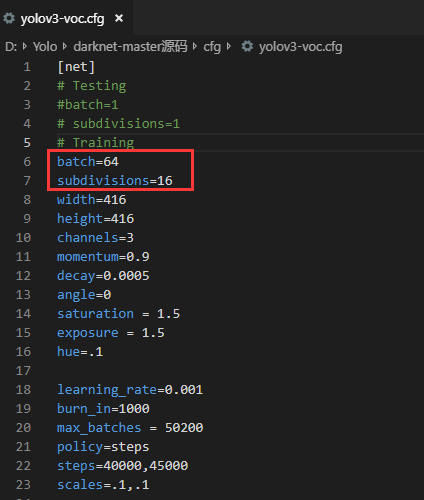 yolov3-voc.cfg ×
D: > Yolo > darknet-master源码 > cfg > yolov3-voc.cfg
1 [net]
2 # Testing
3 #batch=1
4 # subdivisions=1
5 # Training
6 batch=64
7 subdivisions=16
8 width=416
9 height=416
10 channels=3
11 momentum=0.9
12 decay=0.0005
13 angle=0
14 saturation = 1.5
15 exposure = 1.5
16 hue=.1
17
18 learning_rate=0.001
19 burn_in=1000
20 max_batches = 50200
21 policy=steps
22 steps=40000,45000
23 scales=.1,.1